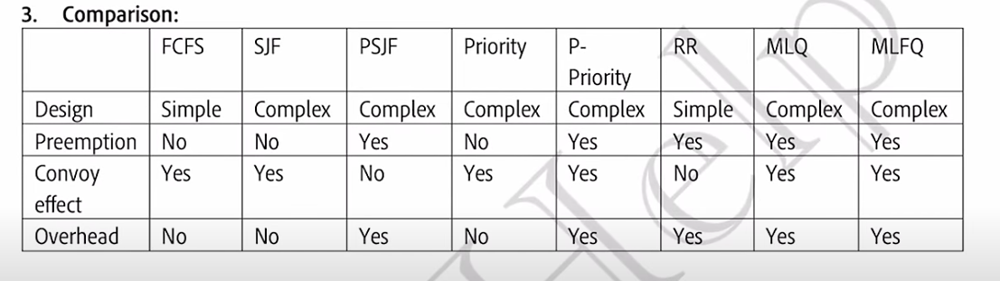 3. Comparison:
FCFS SJF PSJF Priority P-Priority RR MLQ MLFQ
Design Simple Complex Complex Complex Complex Simple Complex Complex
Preemption No No Yes No Yes Yes Yes Yes
Convoy effect Yes Yes No Yes Yes No Yes Yes
Overhead No No Yes No Yes Yes Yes Yes
Help